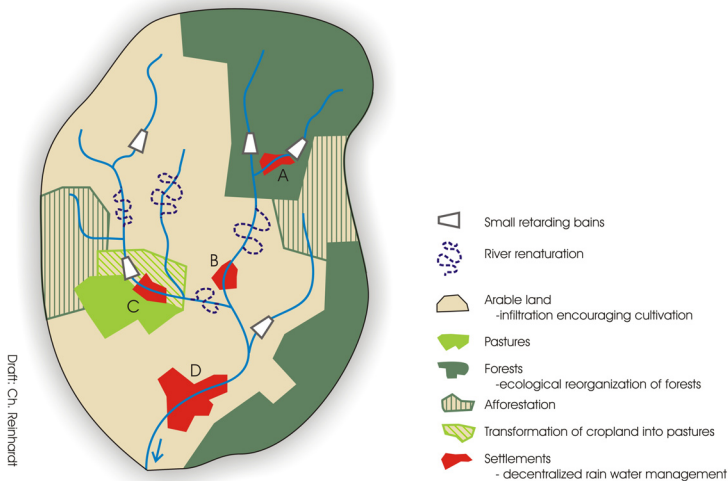 A
B
C
D
Draft: Ch. Reinhardt
Small retarding bains
River renaturation
Arable land
-infiltration encouraging cultivation
Pastures
Forests
-ecological reorganization of forests
Afforestation
Transformation of cropland into pastures
Settlements
- decentralized rain water management